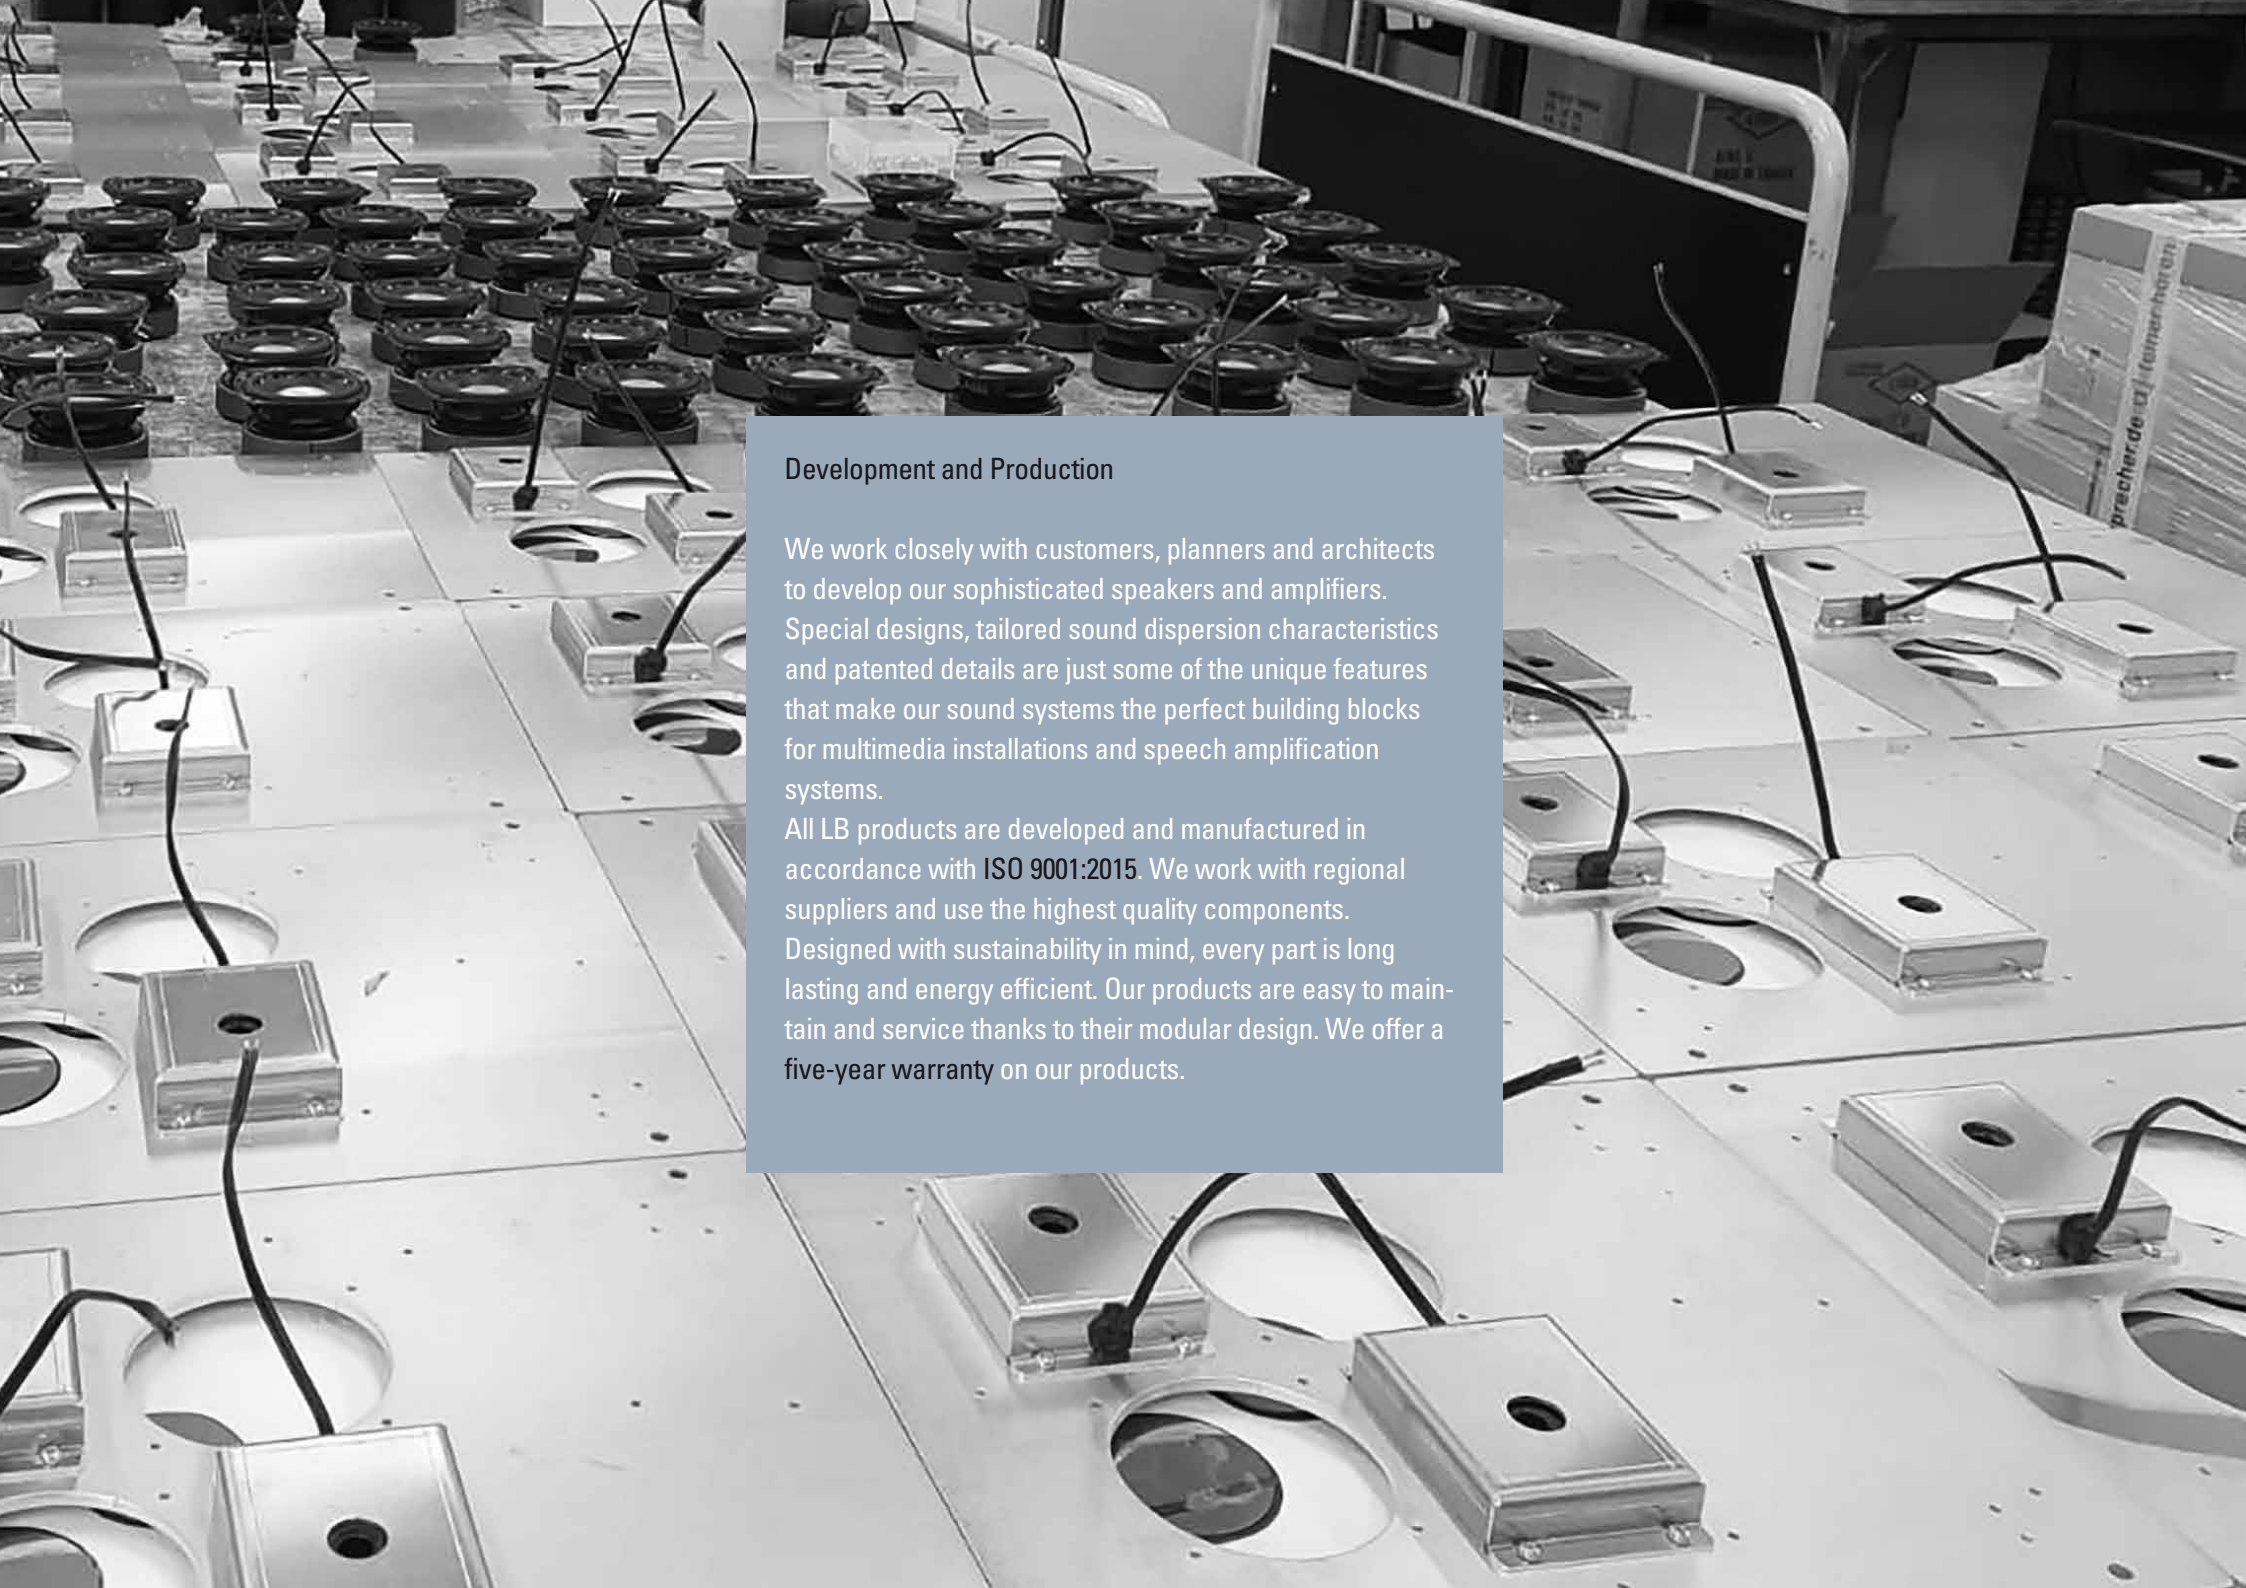 Development and Production
We work closely with customers, planners and architects
to develop our sophisticated speakers and amplifiers.
Special designs, tailored sound dispersion characteristics
and patented details are just some of the unique features
that make our sound systems the perfect building blocks
for multimedia installations and speech amplification
systems.
All LB products are developed and manufactured in
accordance with ISO 9001:2015. We work with regional
suppliers and use the highest quality components.
Designed with sustainability in mind, every part is long
lasting and energy efficient. Our products are easy to main-
tain and service thanks to their modular design. We offer a
five-year warranty on our products.